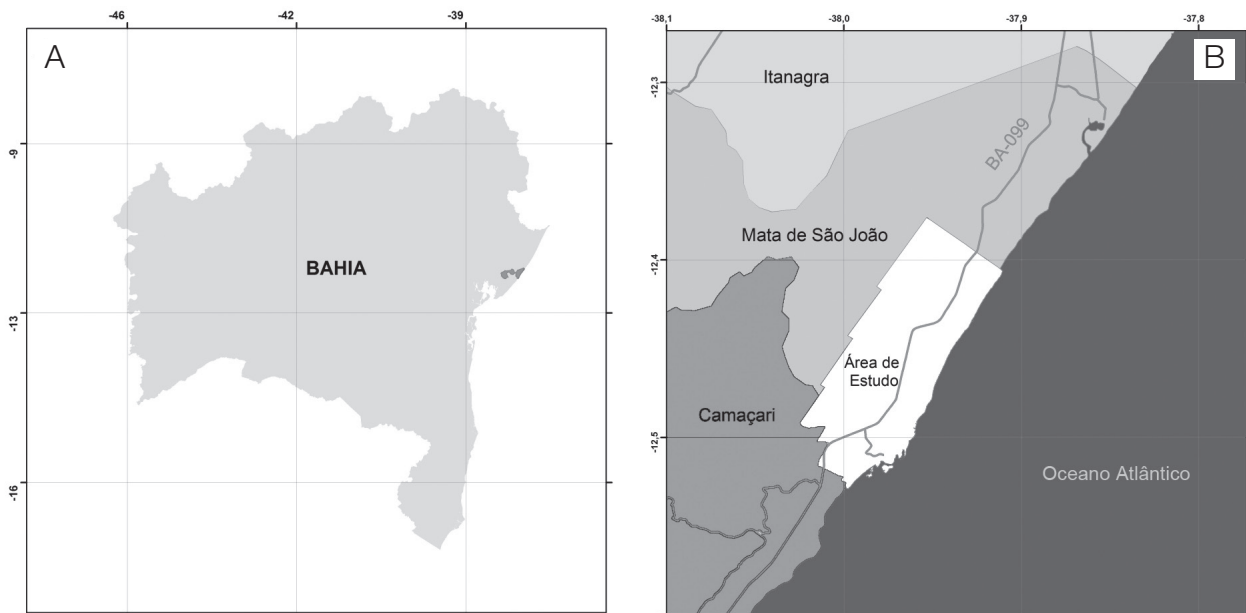 -46
-42
-39
A
-9
BAHIA
-13
-16
-38,1
-38,0
-37,9
-37,8
B
Itanagra
-12,3
BA-099
Mata de São João
-12,4
Área de
Estudo
Camaçari
-12,5
Oceano Atlântico